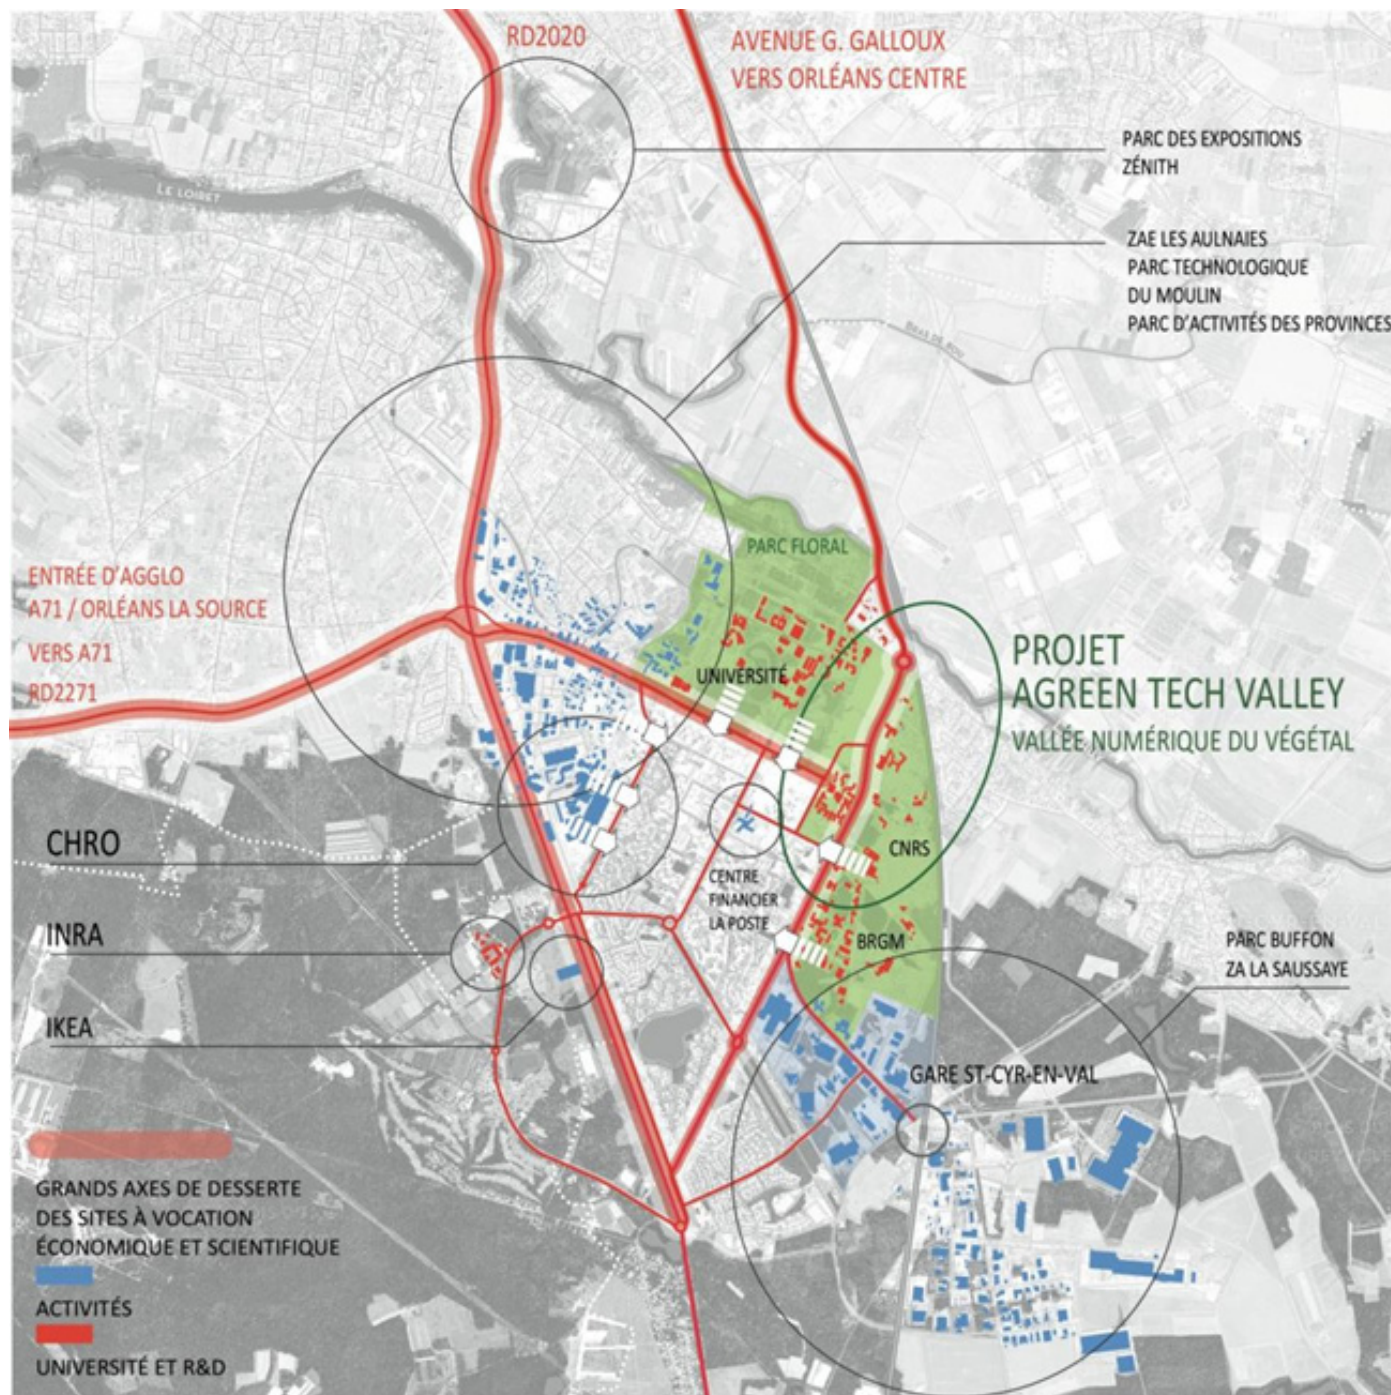 RD2020
AVENUE G. GALLOUX
VERS ORLÉANS CENTRE
PARC DES EXPOSITIONS
ZÉNITH
LE LOIRET
ZAE LES AULNAIES
PARC TECHNOLOGIQUE
DU MOULIN
PARC D'ACTIVITÉS DES PROVINCES
BRAS DE BOU
PARC FLORAL
ENTRÉE D'AGGLO
A71 / ORLÉANS LA SOURCE
VERS A71
RD2271
UNIVERSITÉ
PROJET
AGREEN TECH VALLEY
VALLÉE NUMÉRIQUE DU VÉGÉTAL
CHRO
CNRS
CENTRE
FINANCIER
LA POSTE
INRA
BRGM
PARC BUFFON
ZA LA SAUSSAYE
IKEA
GARE ST-CYR-EN-VAL
GRANDS AXES DE DESSERTE
DES SITES À VOCATION
ÉCONOMIQUE ET SCIENTIFIQUE
ACTIVITÉS
UNIVERSITÉ ET R&D